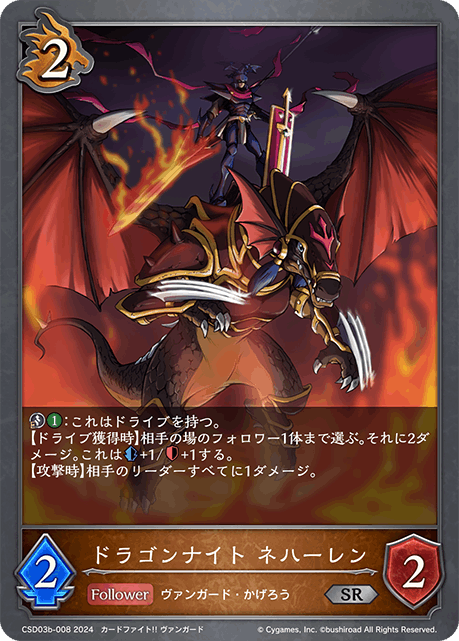 2
①:これはドライブを持つ。
【ドライブ獲得時】相手の場のフォロワー1体まで選ぶ。それに2ダ
メージ。これは+1/+1する。
【攻撃時】相手のリーダーすべてに1ダメージ。
ドラゴンナイト ネハーレン
2
Follower ヴァンガード・かげろう SR
2
CSD03b-008 2024 カードファイト!! ヴァンガード
© Cygames, Inc. ©bushiroad All Rights Reserved.